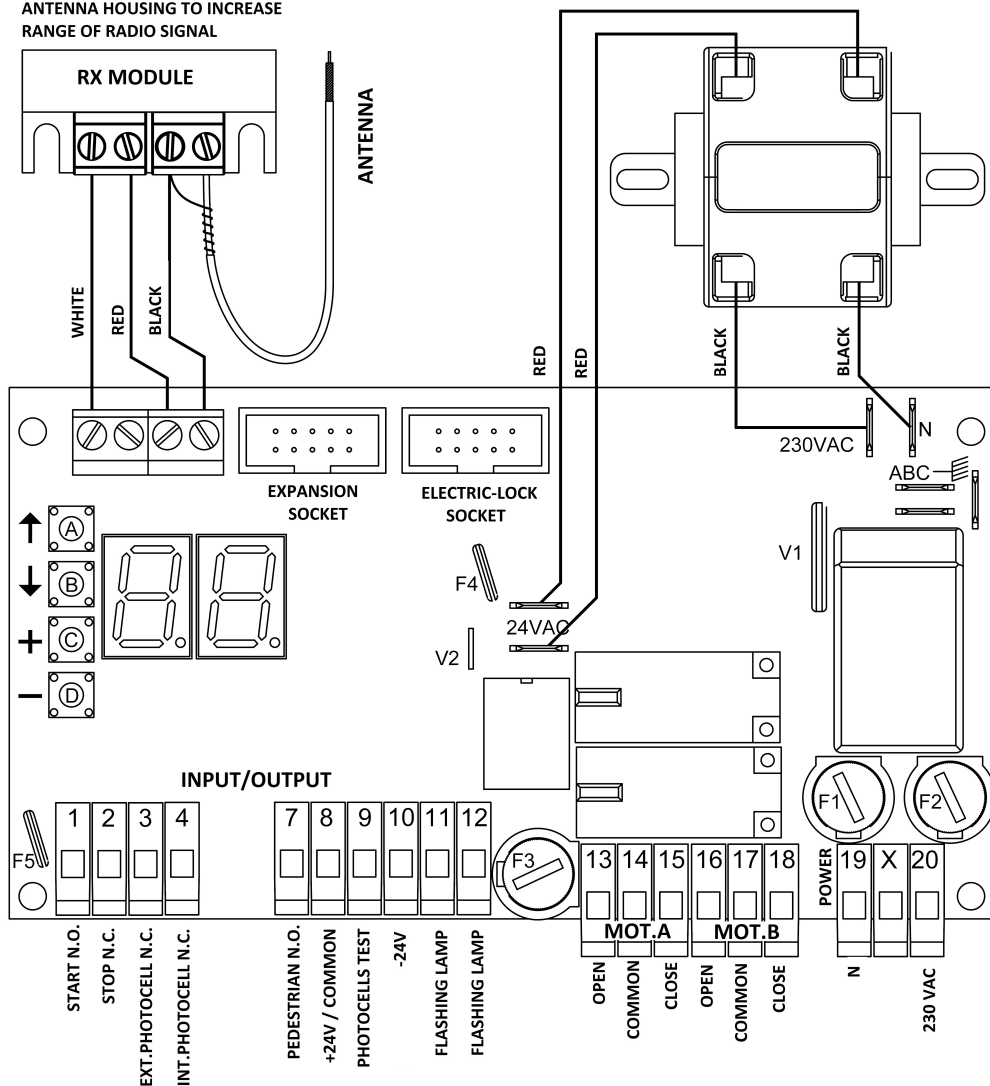 ANTENNA HOUSING TO INCREASE
RANGE OF RADIO SIGNAL
RX MODULE
ANTENNA
WHITE
RED
BLACK
RED
RED
BLACK
BLACK
230VAC
N
ABC
EXPANSION
SOCKET
ELECTRIC-LOCK
SOCKET
A
B
C
D
F4
24VAC
V2
V1
INPUT/OUTPUT
F5
1
2
3
4
7
8
9
10
11
12
F3
13
14
15
16
17
18
MOT.A
MOT.B
F1
F2
POWER
19
X
20
START N.O.
STOP N.C.
EXT.PHOTOCELL N.C.
INT.PHOTOCELL N.C.
PEDESTRIAN N.O.
+24V / COMMON
PHOTOCELLS TEST
-24V
FLASHING LAMP
FLASHING LAMP
OPEN
COMMON
CLOSE
OPEN
COMMON
CLOSE
N
230 VAC